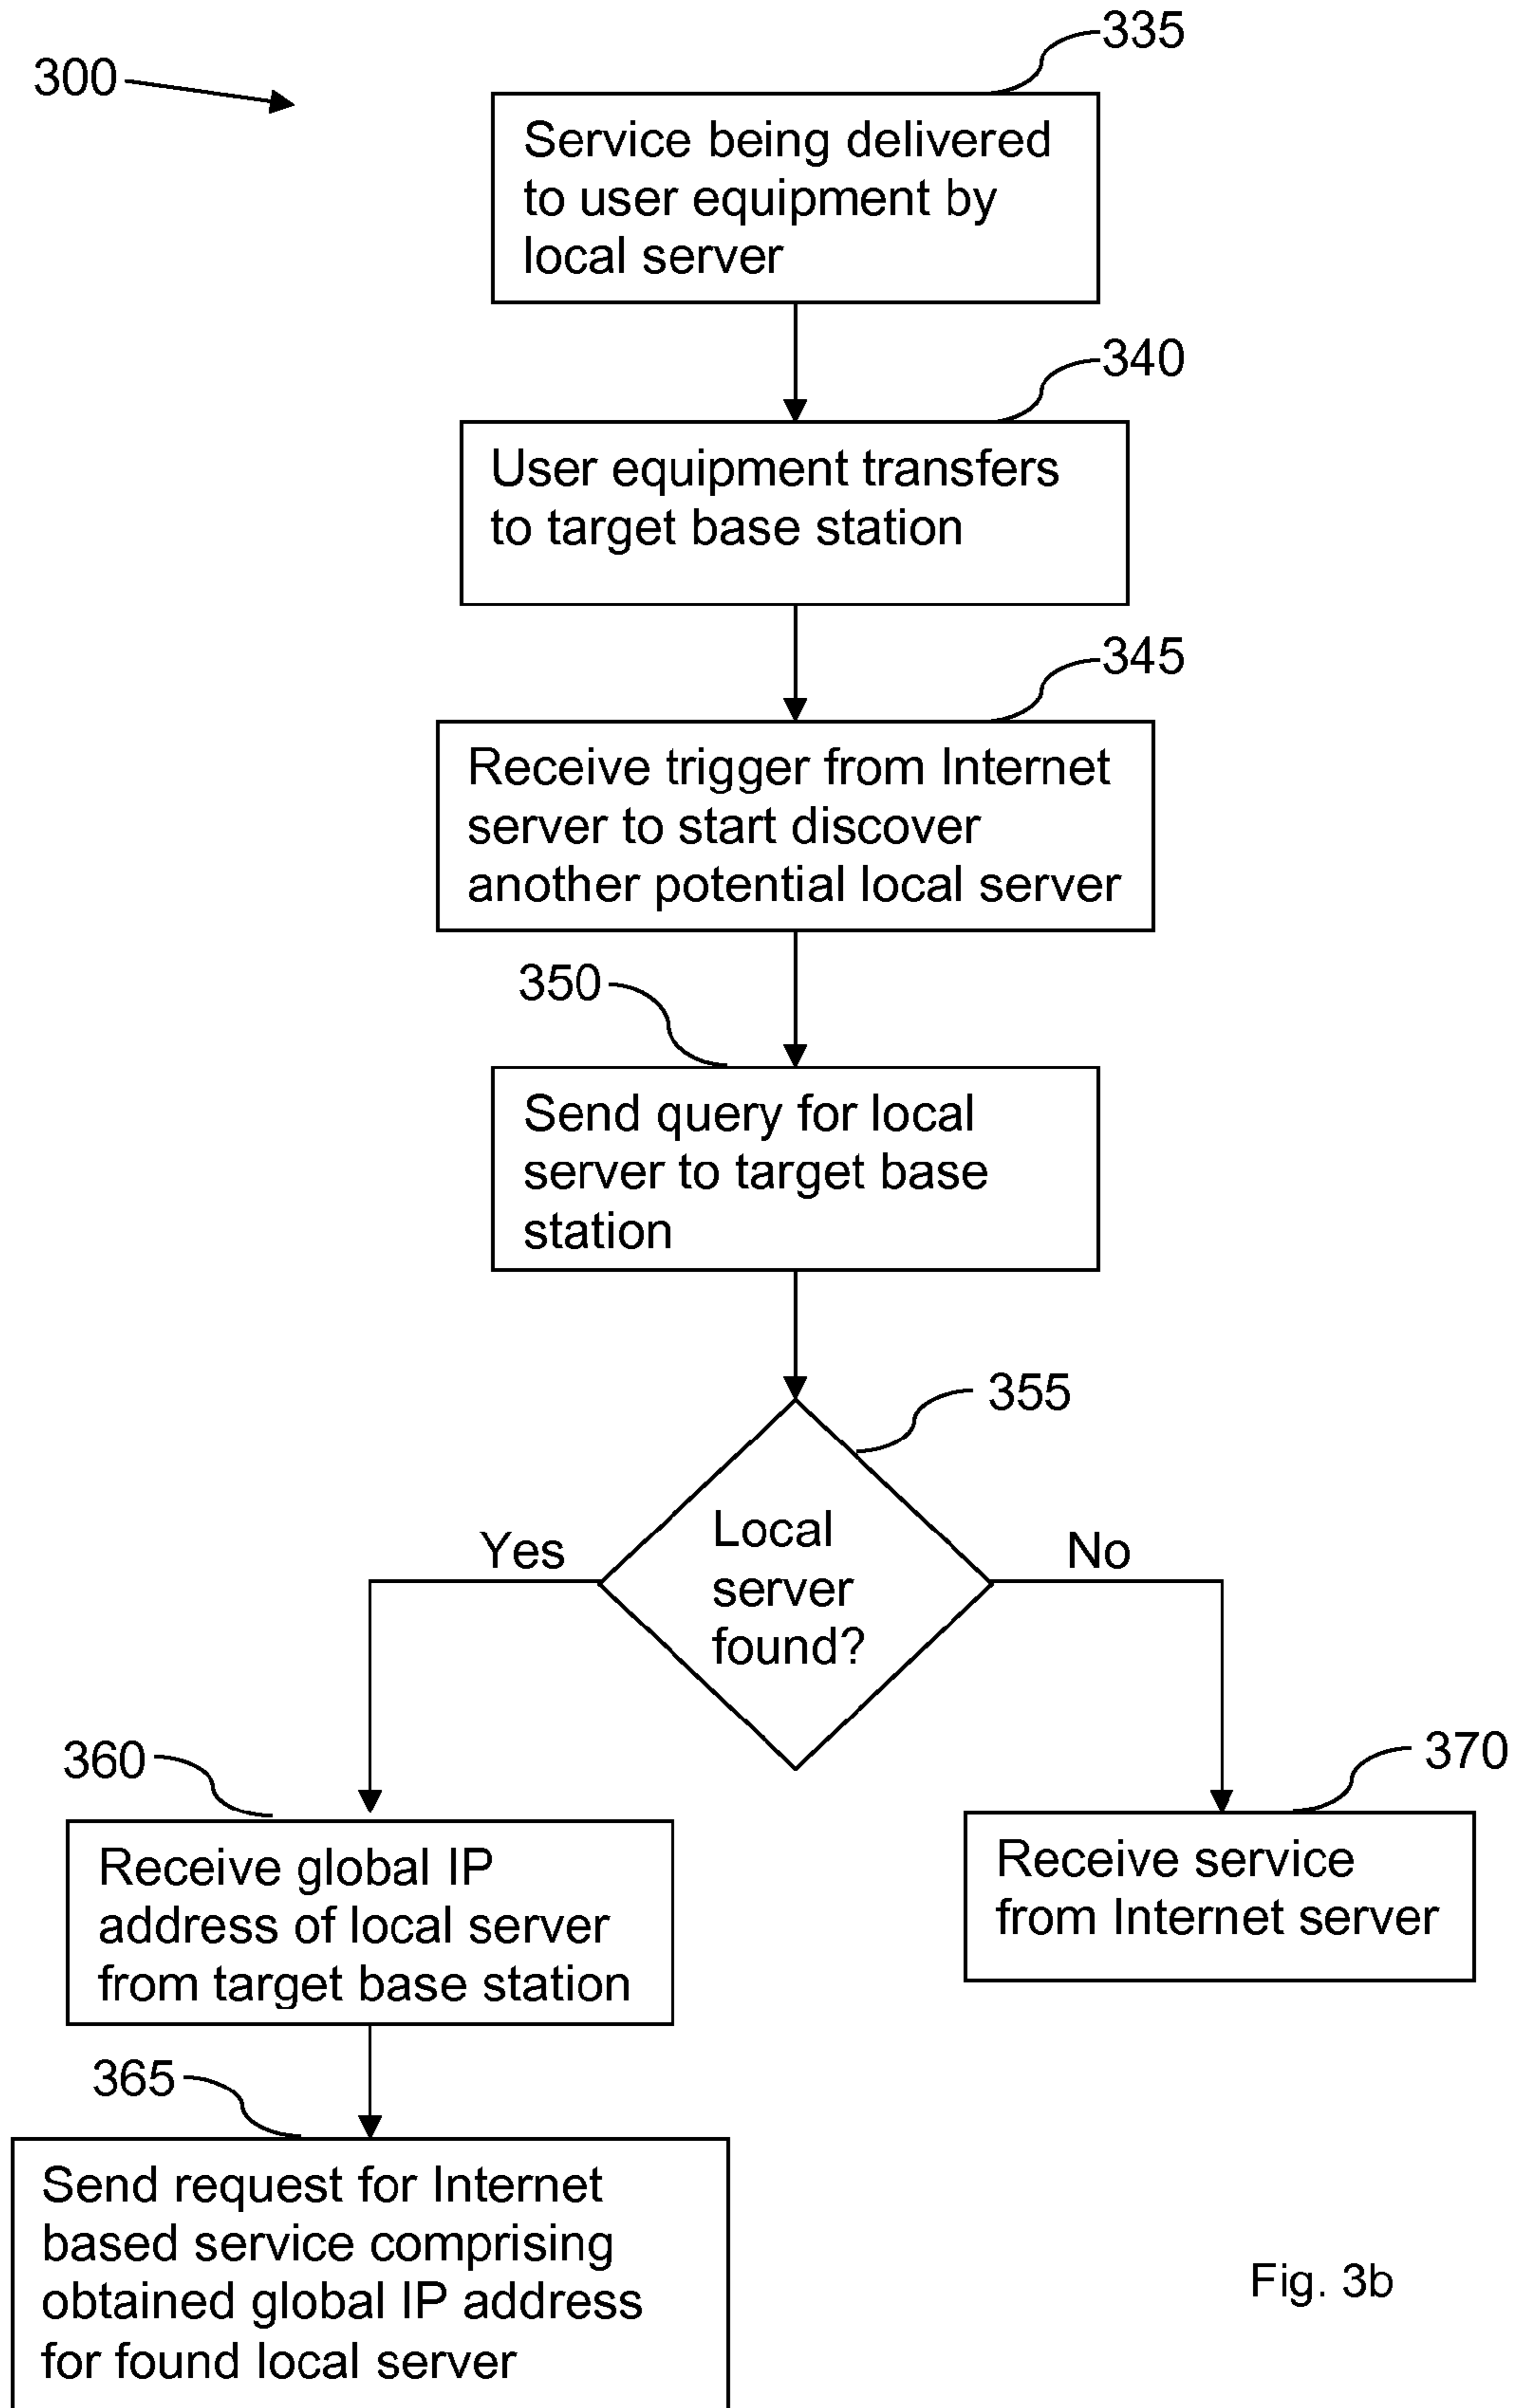 335
300
Service being delivered
to user equipment by
local server
340
User equipment transfers
to target base station
345
Receive trigger from Internet
server to start discover
another potential local server
350
Send query for local
server to target base
station
355
Local
server
found?
Yes
No
360
370
Receive global IP
address of local server
from target base station
Receive service
from Internet server
365
Send request for Internet
based service comprising
obtained global IP address
for found local server
Fig. 3b